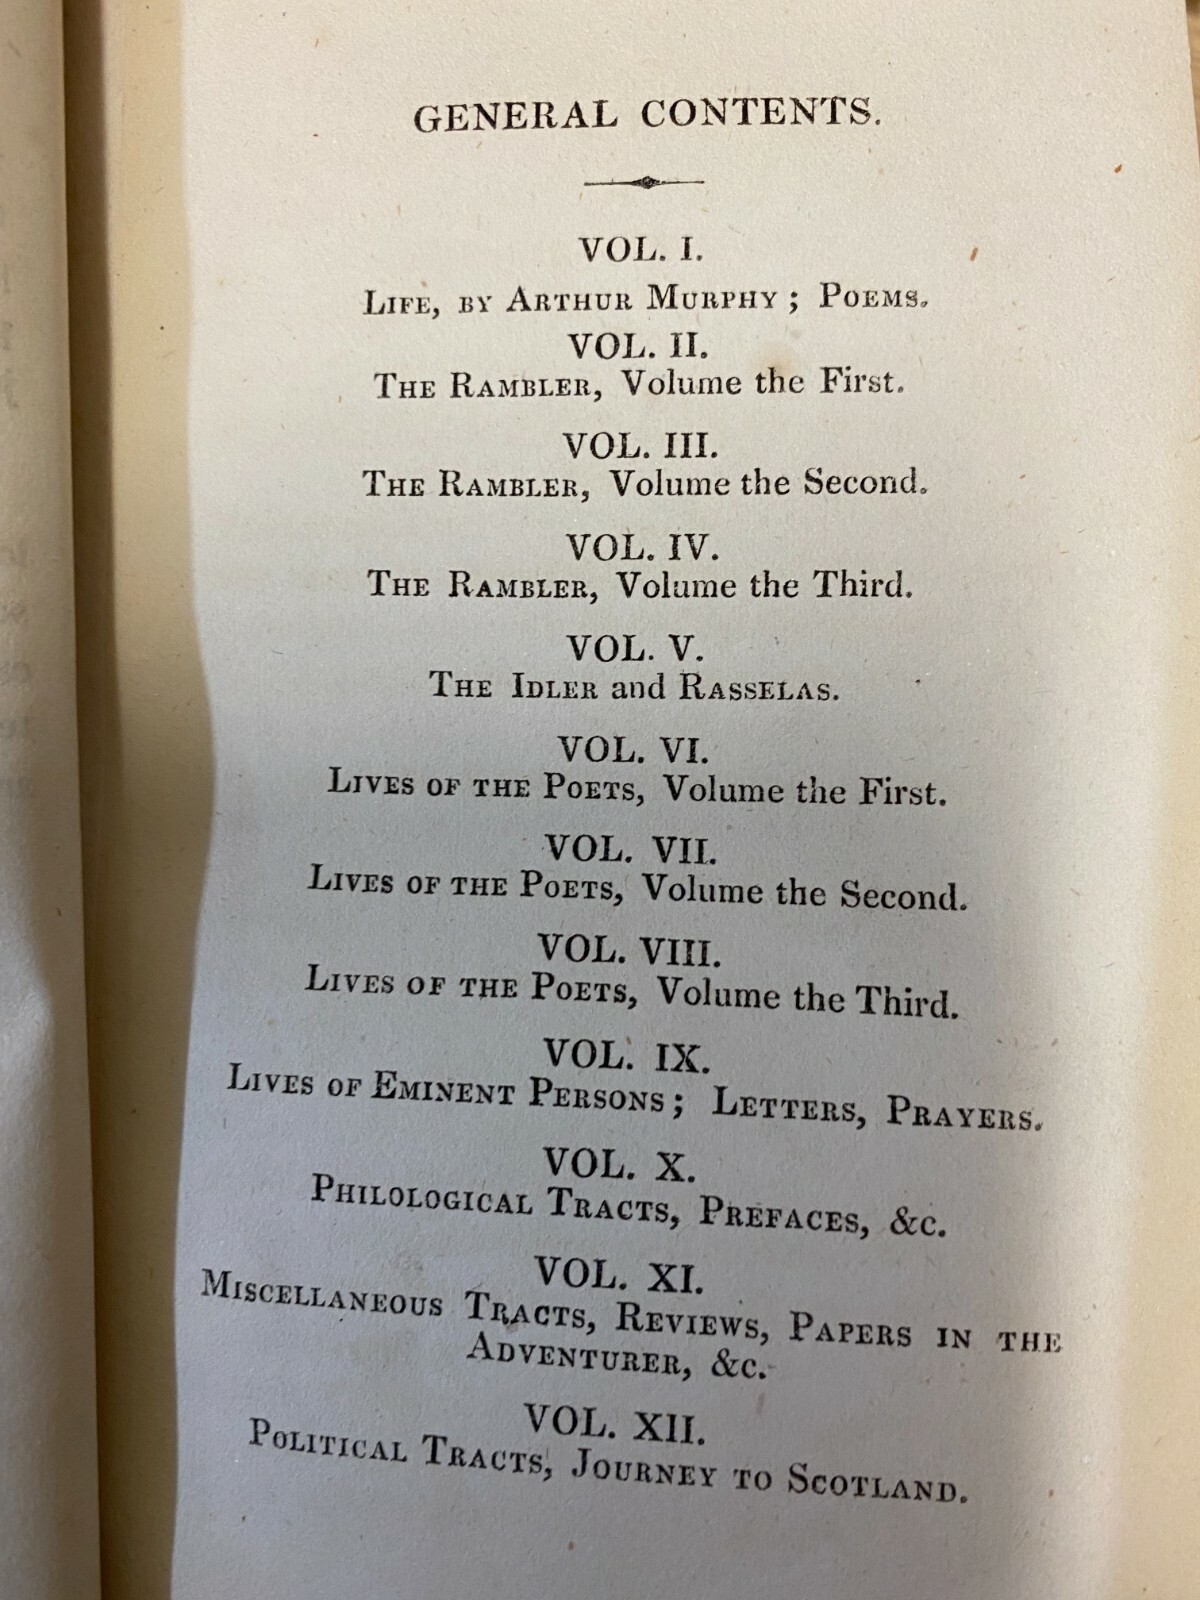 GENERAL CONTENTS.
VOL. I.
LIFE, BY ARTHUR MURPHY; POEMS.
VOL. II.
THE RAMBLER, Volume the First.
VOL. III.
THE RAMBLER, Volume the Second.
VOL. IV.
THE RAMBLER, Volume the Third.
VOL. V.
THE IDLER and RASSELAS.
VOL. VI.
LIVES OF THE POETS, Volume the First.
VOL. VII.
LIVES OF THE POETS, Volume the Second.
VOL. VIII.
LIVES OF THE POETS, Volume the Third.
VOL. IX.
LIVES OF EMINENT PERSONS; LETTERS, PRAYERS.
VOL. X.
PHILOLOGICAL TRACTS, PREFACES, &c.
VOL. XI.
MISCELLANEOUS TRACTS, REVIEWS, PAPERS IN THE
ADVENTURER, &c.
VOL. XII.
POLITICAL TRACTS, JOURNEY TO SCOTLAND.